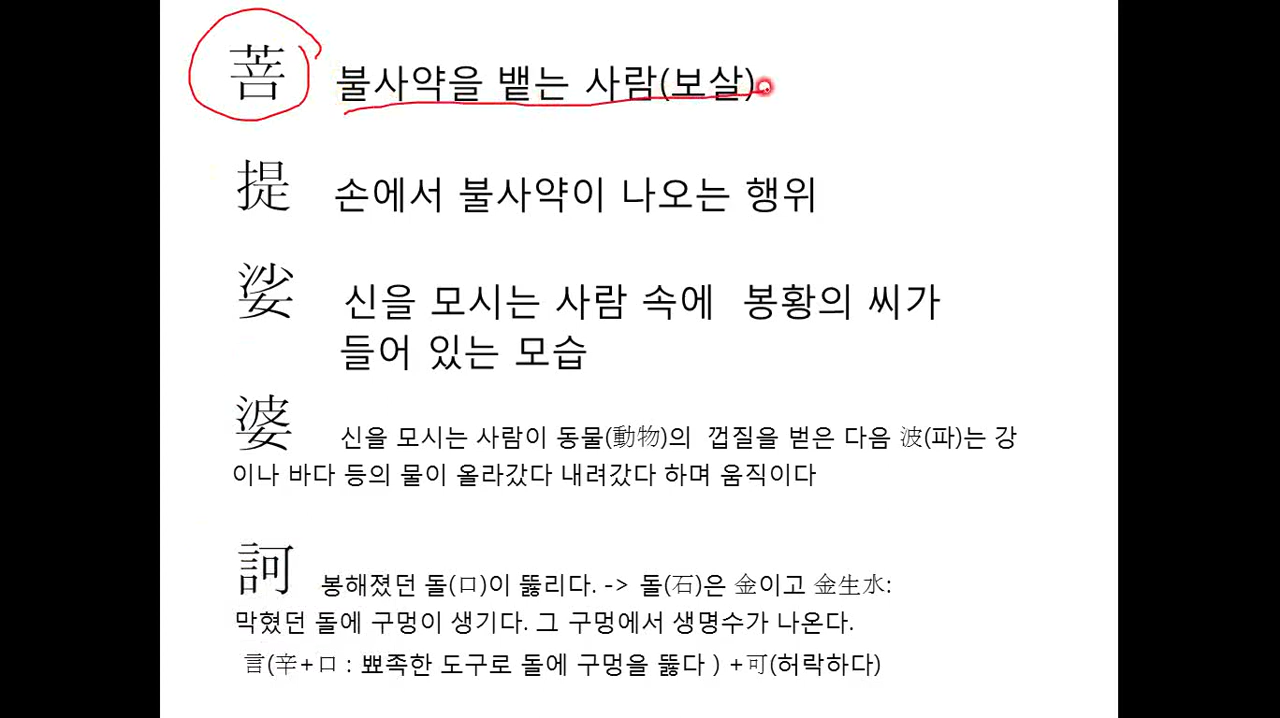 菩 불사약을 뱉는 사람(보살)
提 손에서 불사약이 나오는 행위
娑 신을 모시는 사람 속에 봉황의 씨가
들어 있는 모습
婆 신을 모시는 사람이 동물(動物)의 껍질을 벋은 다음 波(파)는 강
이나 바다 등의 물이 올라갔다 내려갔다 하며 움직이다
訶 봉해졌던 돌(口)이 뚫리다. -> 돌(石)은 金이고 金生水:
막혔던 돌에 구멍이 생기다. 그 구멍에서 생명수가 나온다.
言(辛+口 : 뾰족한 도구로 돌에 구멍을 뚫다 ) +可(허락하다)